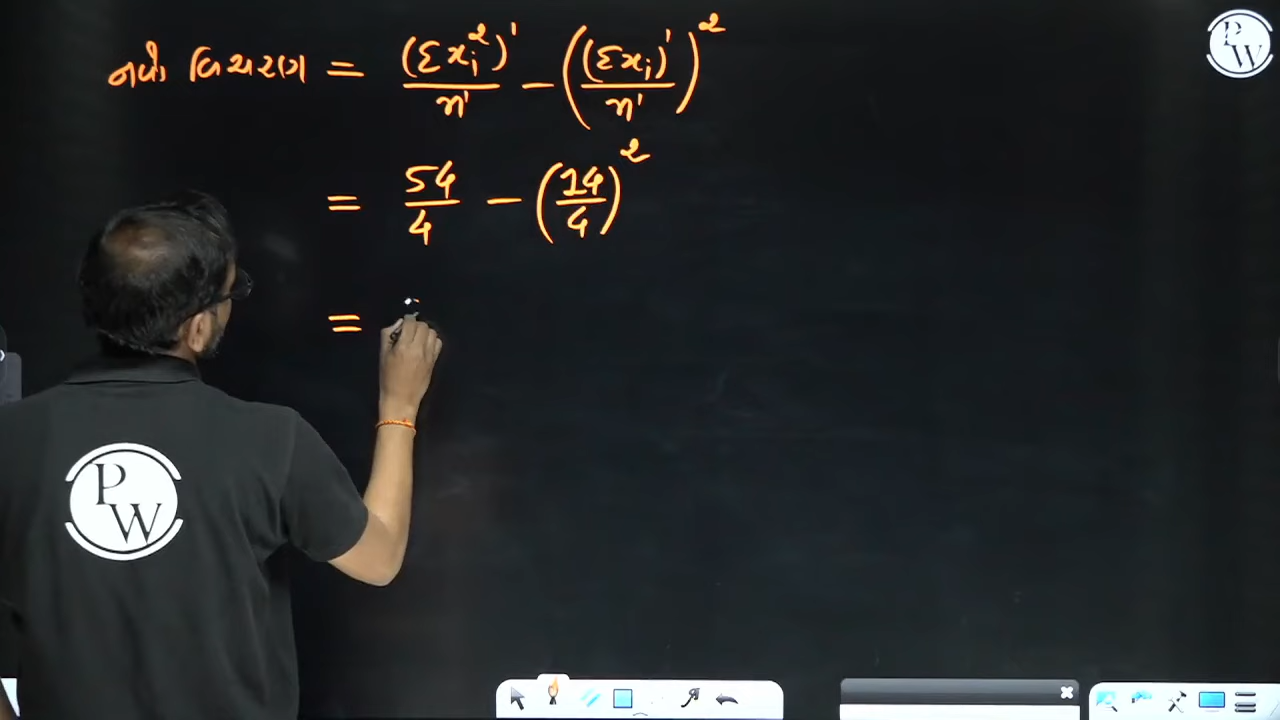 નવો વિચરણ = (Σxᵢ²)'/n' − ((Σxᵢ)'/n')²
= 54/4 − (14/4)²
=
PW
PW